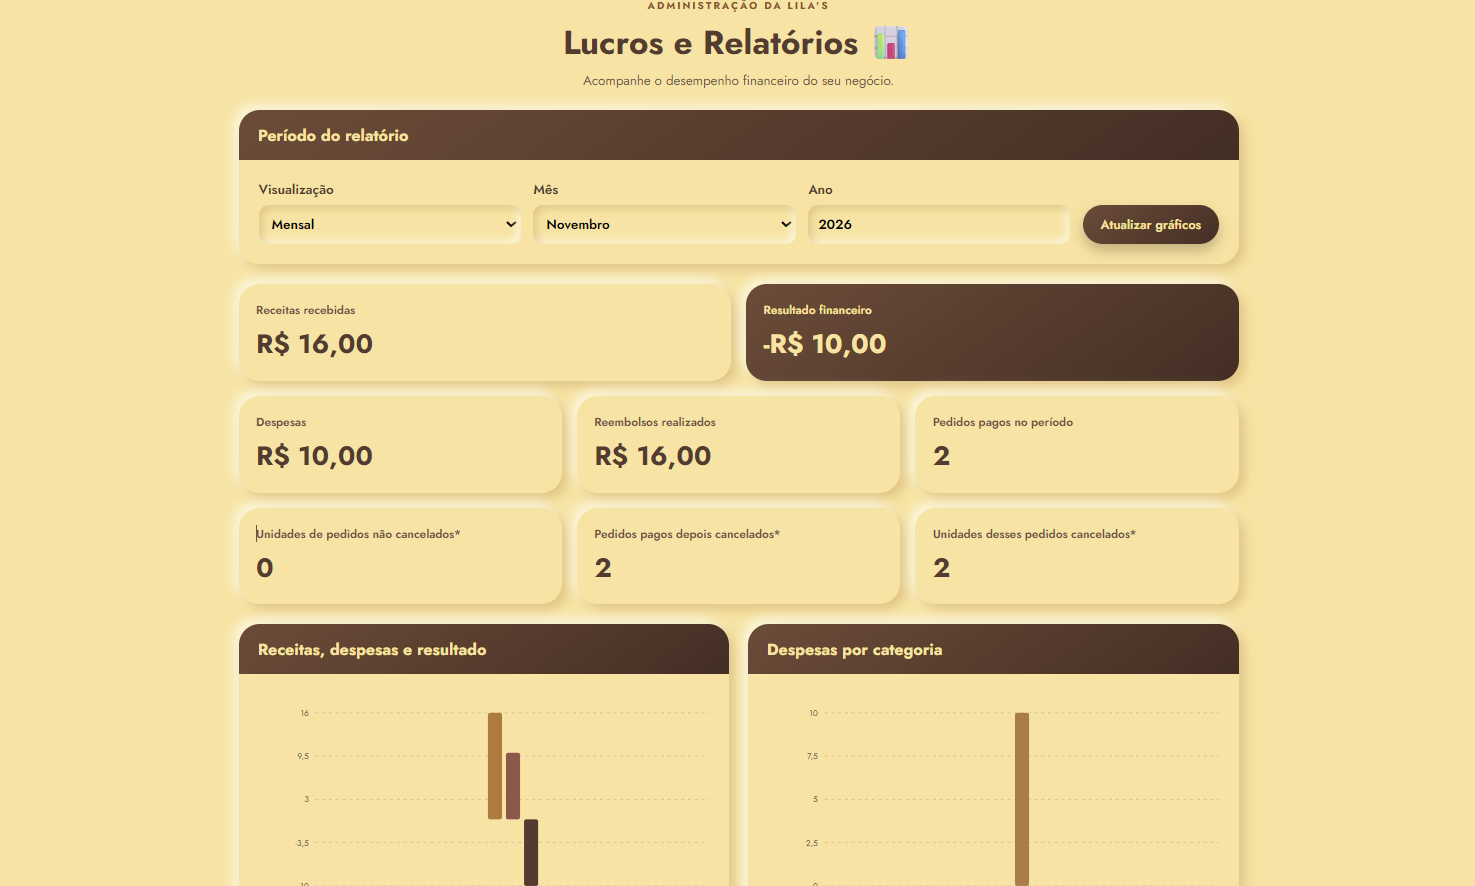 ADMINISTRAÇÃO DA LILA'S
Lucros e Relatórios
Acompanhe o desempenho financeiro do seu negócio.
Período do relatório
Visualização
Mês
Ano
Mensal
Novembro
2026
Atualizar gráficos
Receitas recebidas
R$ 16,00
Resultado financeiro
-R$ 10,00
Despesas
R$ 10,00
Reembolsos realizados
R$ 16,00
Pedidos pagos no período
2
Unidades de pedidos não cancelados*
0
Pedidos pagos depois cancelados*
2
Unidades desses pedidos cancelados*
2
Receitas, despesas e resultado
16
9,5
3
-3,5
-10
Despesas por categoria
10
7,5
5
2,5
0